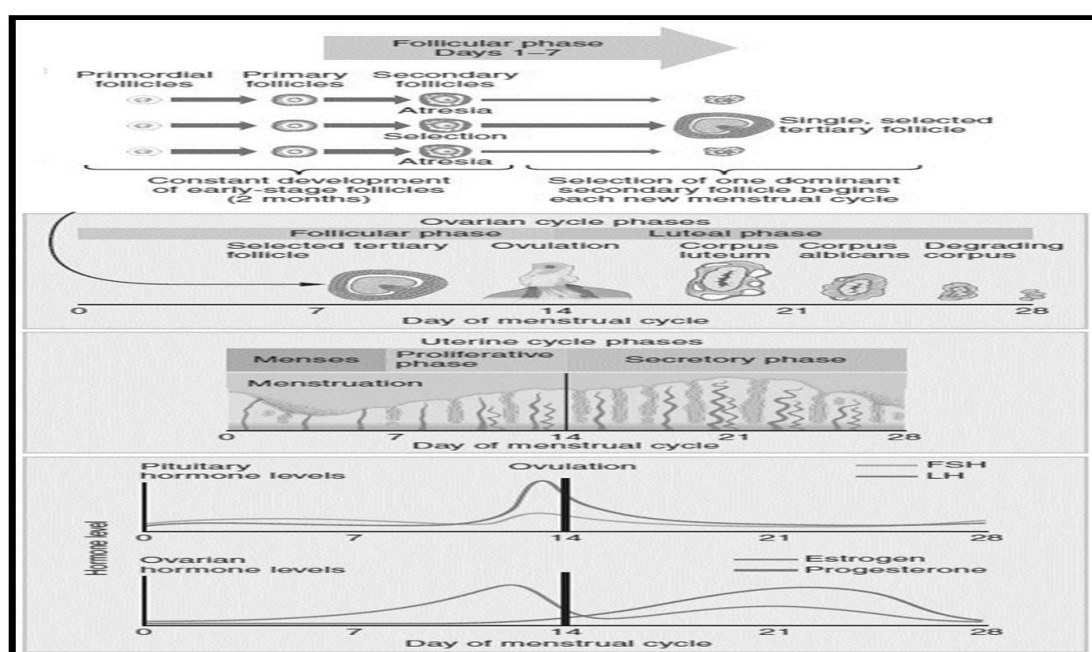 Follicular phase
Days 1–7
Primordial
follicles
Primary
follicles
Secondary
follicles
Atresia
Selection
Atresia
Single, selected
tertiary follicle
Constant development
of early-stage follicles
(2 months)
Selection of one dominant
secondary follicle begins
each new menstrual cycle
Ovarian cycle phases
Follicular phase
Luteal phase
Selected tertiary
follicle
Ovulation
Corpus
luteum
Corpus
albicans
Degrading
corpus
0 7 14 21 28
Day of menstrual cycle
Uterine cycle phases
Menses
Proliferative
phase
Secretory phase
Menstruation
0 7 14 21 28
Day of menstrual cycle
Pituitary
hormone levels
Ovulation
FSH
LH
Hormone level
0 7 14 21 28
Ovarian
hormone levels
Estrogen
Progesterone
0 7 14 21 28
Day of menstrual cycle